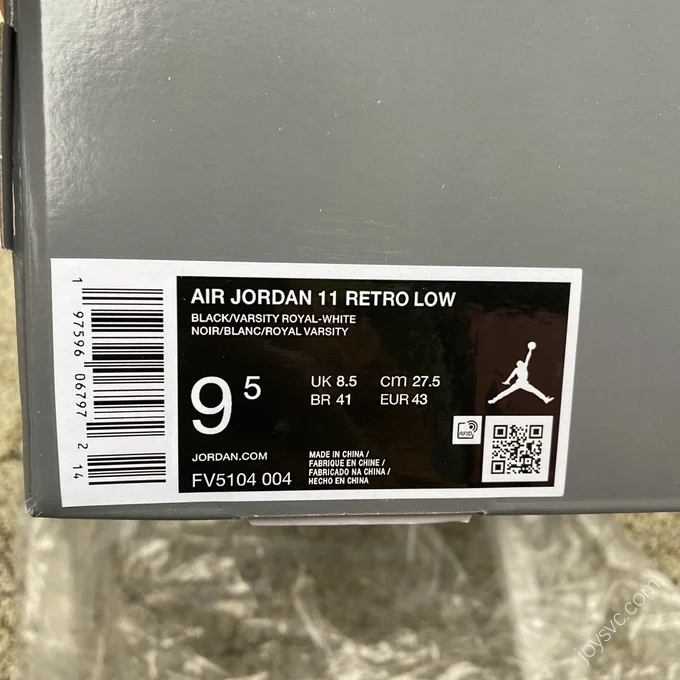 AIR JORDAN 11 RETRO LOW
BLACK/VARSITY ROYAL-WHITE
NOIR/BLANC/ROYAL VARSITY
9 5
UK 8.5 cm 27.5
BR 41 EUR 43
RFID
JORDAN.COM
FV5104 004
MADE IN CHINA /
FABRIQUE EN CHINE /
FABRICADO NA CHINA /
HECHO EN CHINA
1 97596 06797 2 14
joysvc.com